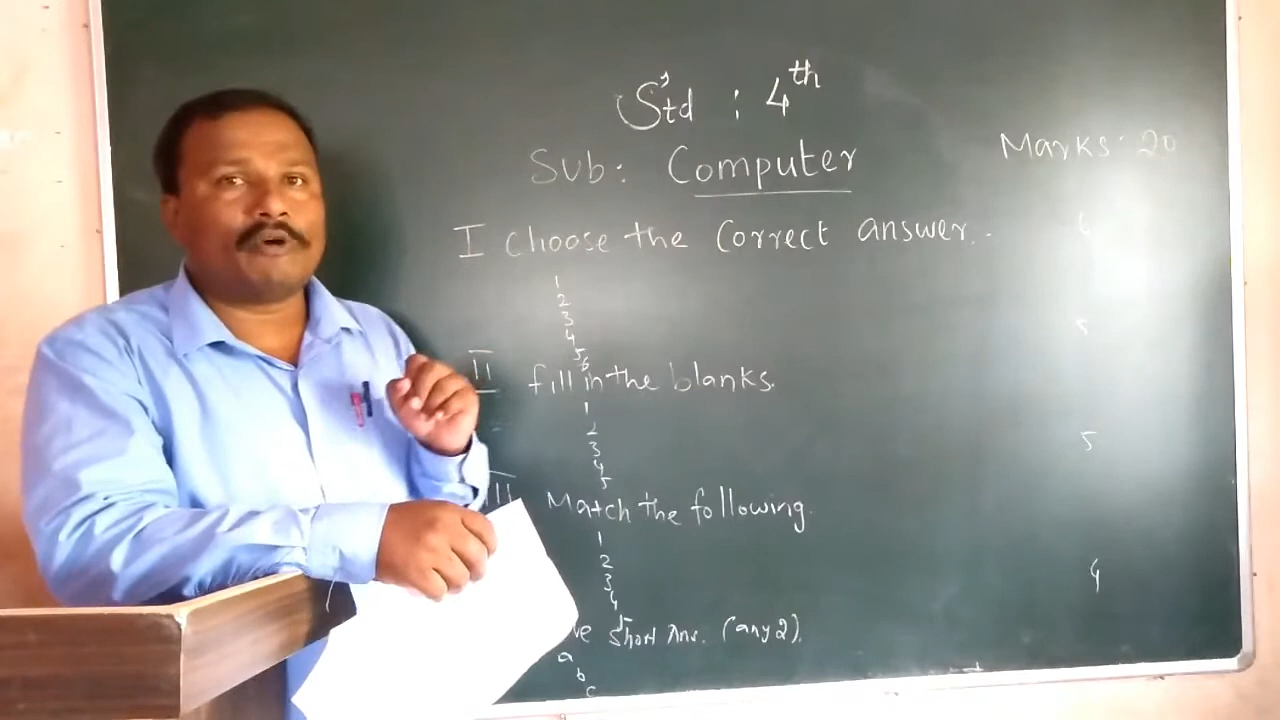 Std : 4th
Sub: Computer
Marks: 20
I Choose the Correct answer..
6
1
2
3
4
5
6
5
II fill in the blanks.
1
2
3
4
5
5
III Match the following.
1
2
3
4
5
4
ve Short Ans. (any 2).
a
b
c